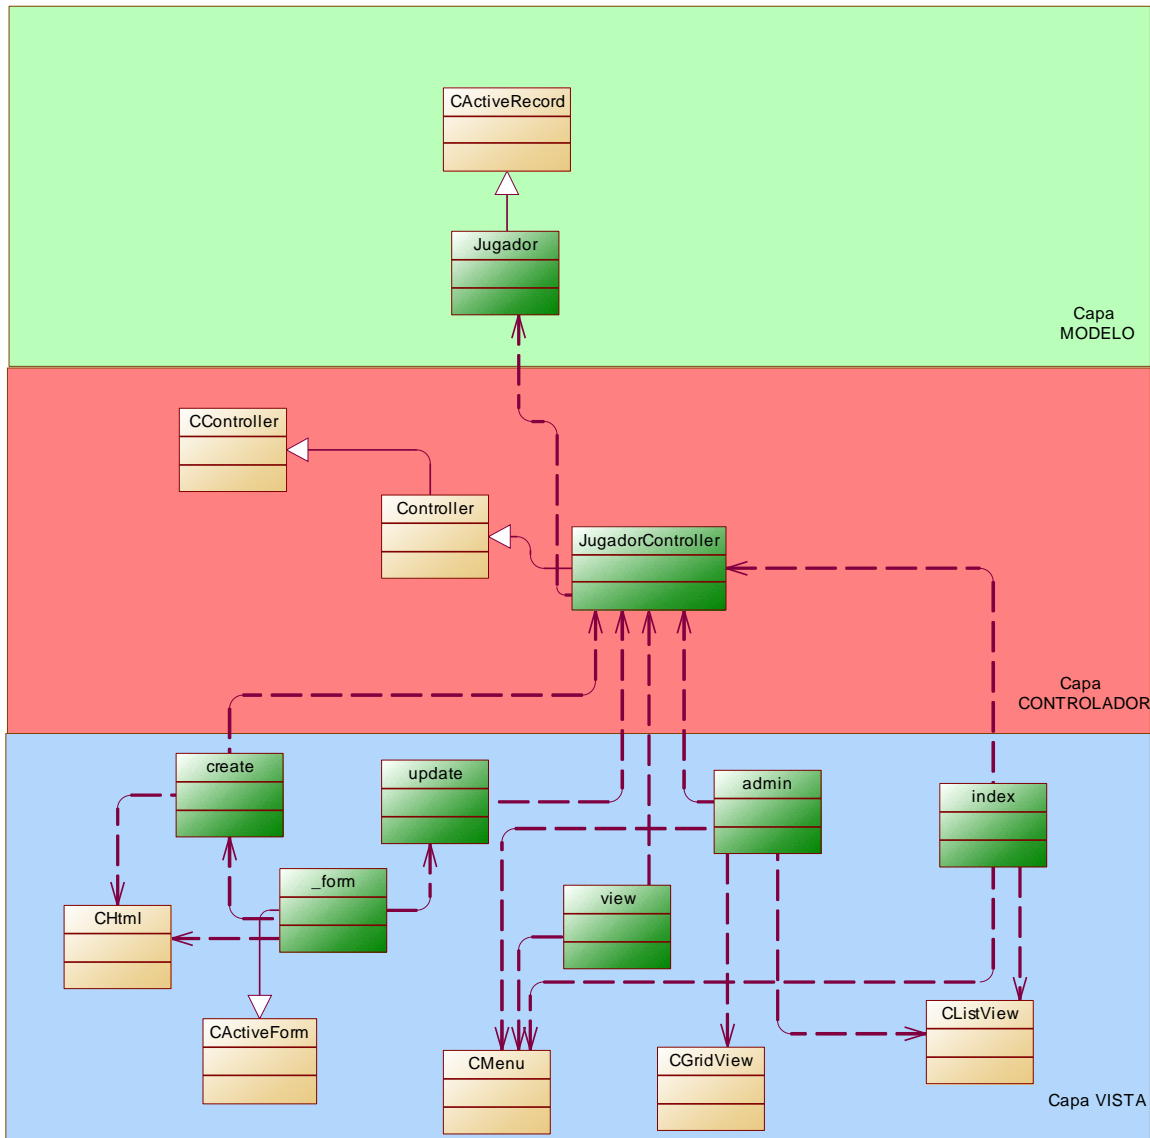 CActiveRecord
Jugador
Capa
MODELO
CController
Controller
JugadorController
Capa
CONTROLADOR
create
update
admin
index
_form
view
CHtml
CActiveForm
CMenu
CGridView
CListView
Capa VISTA